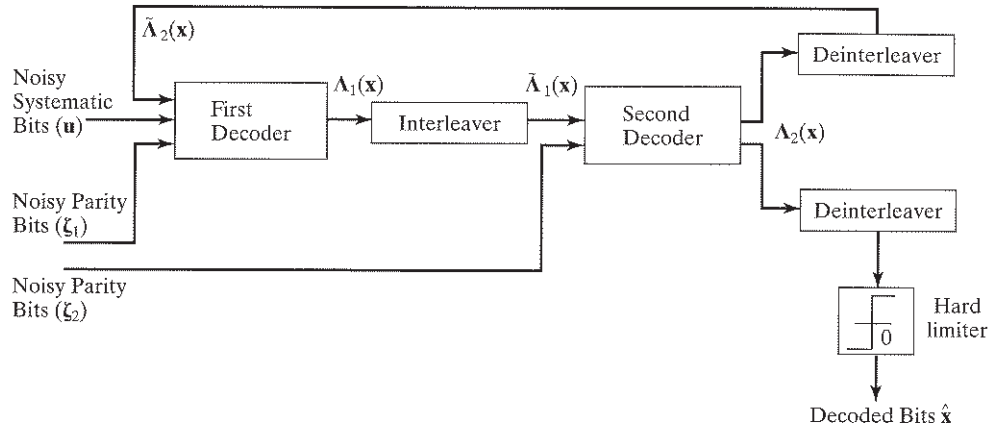 Λ̃₂(x)
Deinterleaver
Noisy
Systematic
Bits (u)
First
Decoder
Λ₁(x)
Interleaver
Λ̃₁(x)
Second
Decoder
Λ₂(x)
Noisy Parity
Bits (ζ₁)
Deinterleaver
Noisy Parity
Bits (ζ₂)
0
Hard
limiter
Decoded Bits x̂